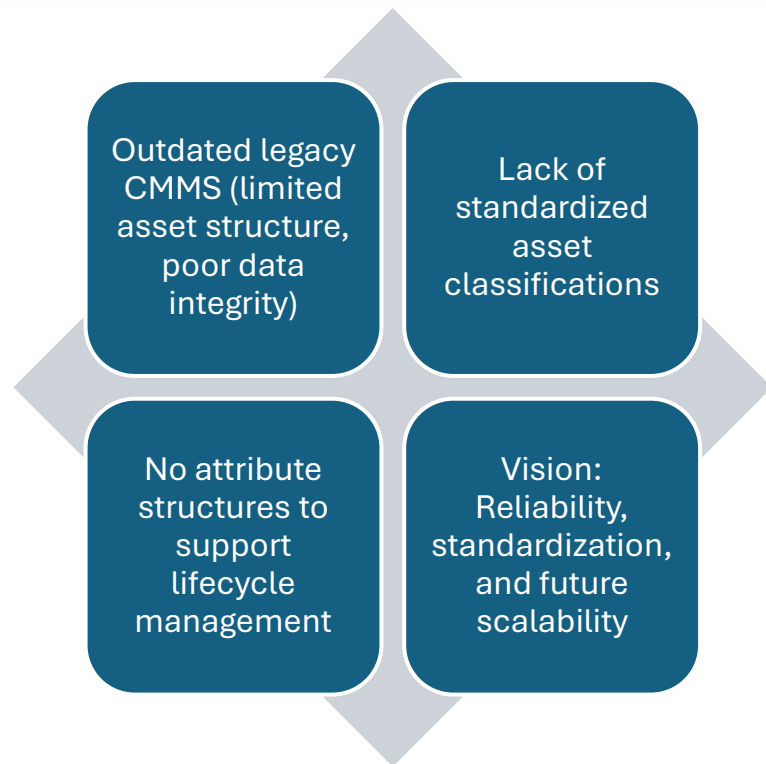 Outdated legacy
CMMS (limited
asset structure,
poor data
integrity)
Lack of
standardized
asset
classifications
No attribute
structures to
support
lifecycle
management
Vision:
Reliability,
standardization,
and future
scalability